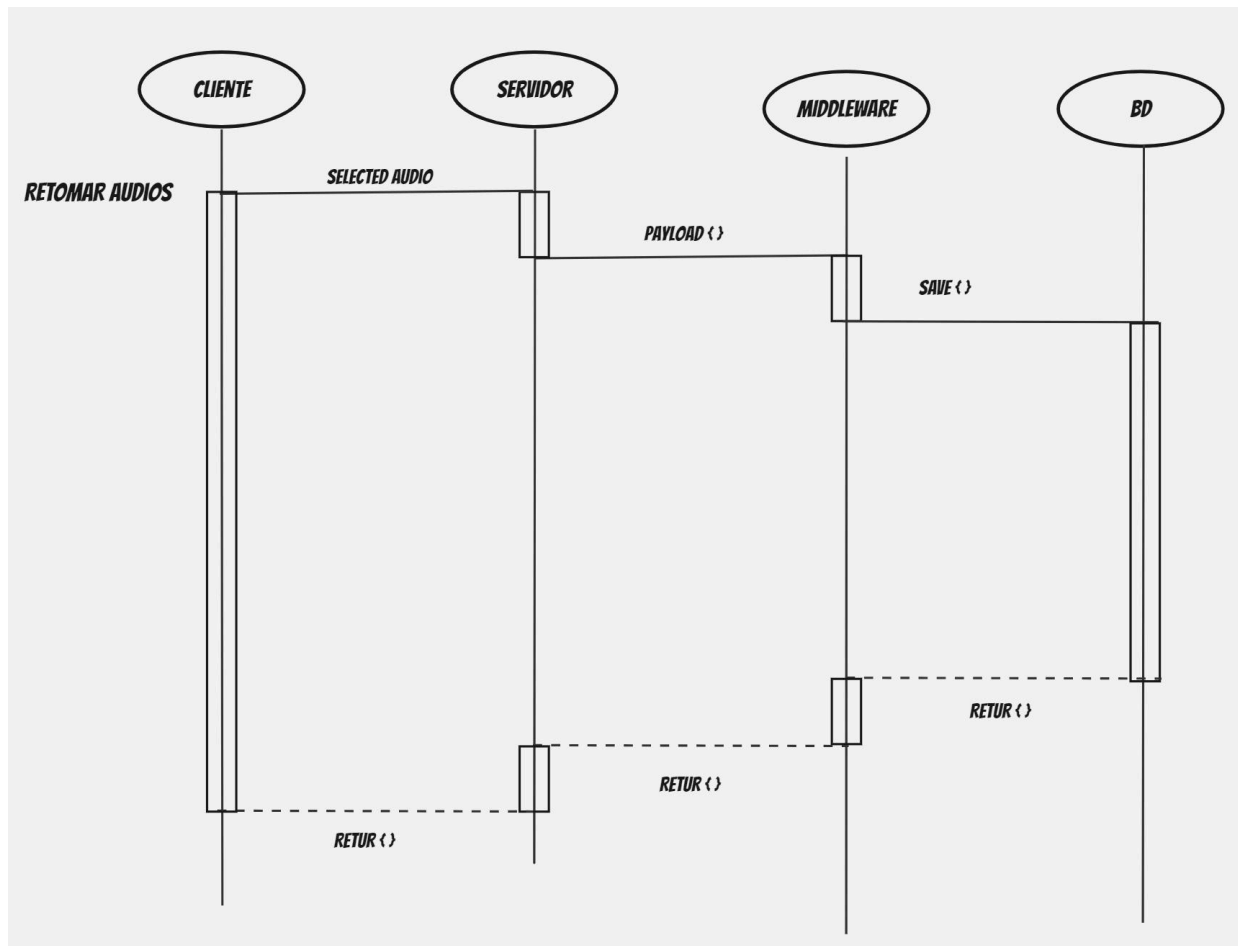 CLIENTE
SERVIDOR
MIDDLEWARE
BD
RETOMAR AUDIOS
SELECTED AUDIO
PAYLOAD { }
SAVE { }
RETUR { }
RETUR { }
RETUR { }